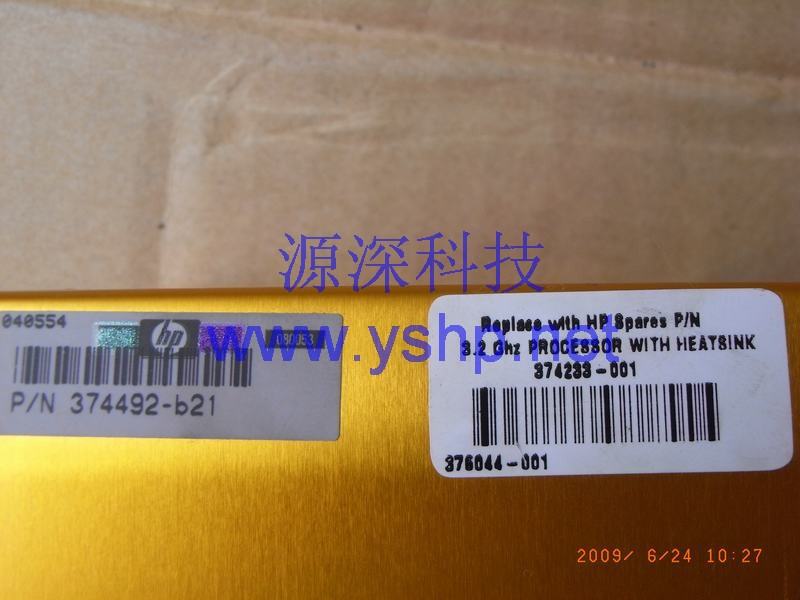 源深科技
www.yshp.net
040554
hp
P/N 374492-b21
Replace with HP Spares P/N
3.2 Ghz PROCESSOR WITH HEATSINK
374233-001
376044-001
2009/ 6/24 10:27